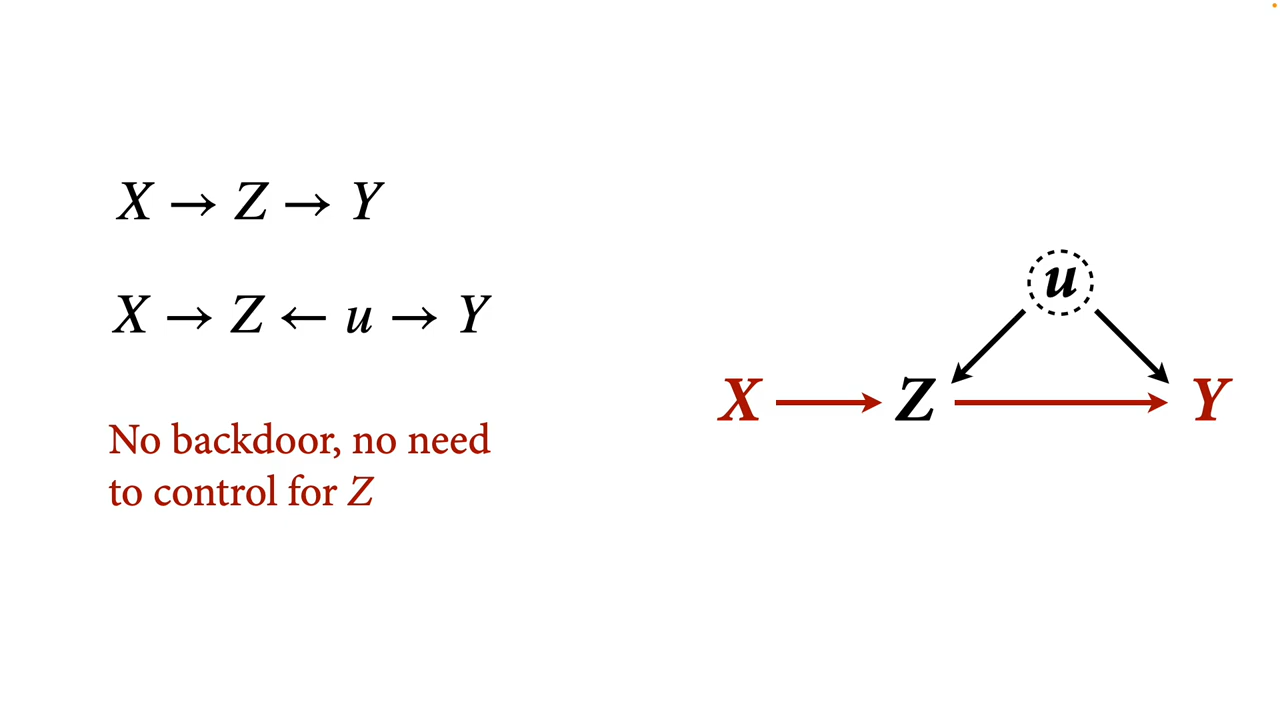 X → Z → Y
X → Z ← u → Y
No backdoor, no need
to control for Z
u
X Z Y